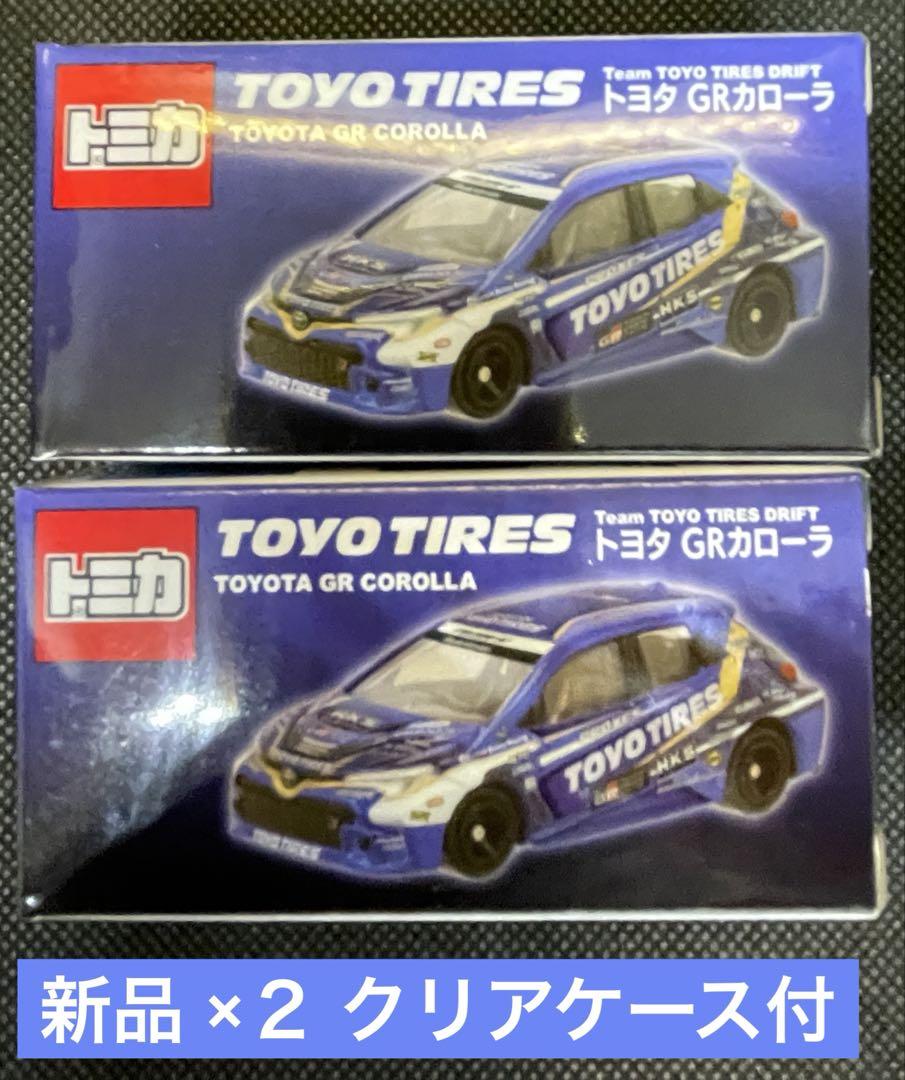 トミカ
TOYO TIRES
Team TOYO TIRES DRIFT
トヨタ GRカローラ
TOYOTA GR COROLLA
HKS
TOYO TIRES
HKS
GR
トミカ
TOYO TIRES
Team TOYO TIRES DRIFT
トヨタ GRカローラ
TOYOTA GR COROLLA
HKS
TOYO TIRES
HKS
新品×2 クリアケース付